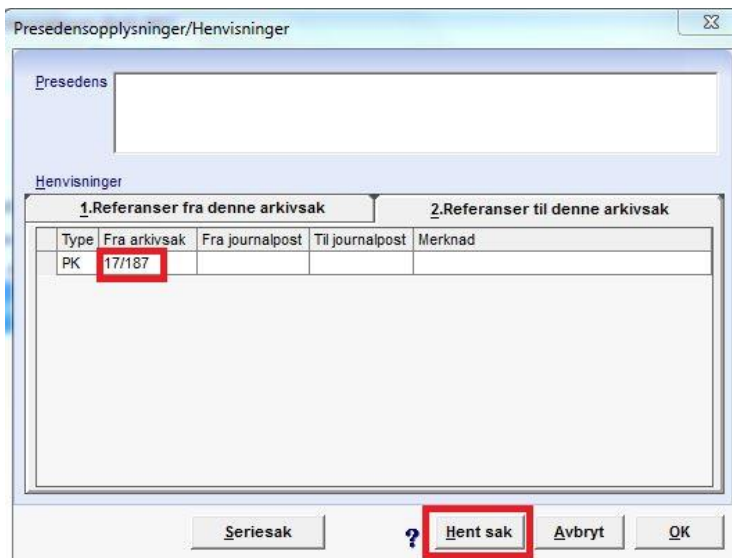 Presedensopplysninger/Henvisninger
Presedens
Henvisninger
1.Referanser fra denne arkivsak 2.Referanser til denne arkivsak
Type Fra arkivsak Fra journalpost Til journalpost Merknad
PK 17/187
Seriesak ? Hent sak Avbryt OK